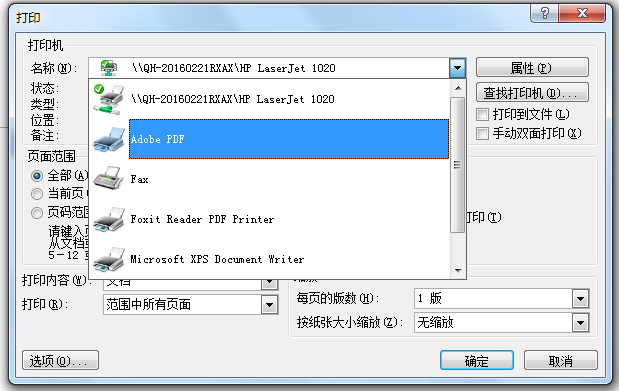 打印
打印机
名称(N):
\\QH-20160221RXAX\HP LaserJet 1020
属性(P)
状态:
\\QH-20160221RXAX\HP LaserJet 1020
查找打印机(D)...
类型:
打印到文件(L)
位置:
Adobe PDF
手动双面打印(X)
备注:
页面范围
全部(A)
Fax
当前页(
页码范围
Foxit Reader PDF Printer
打印(T)
请键入页
从文档或
5-12
Microsoft XPS Document Writer
打印内容(W):
文档
缩放
每页的版数(H):
1 版
打印(R):
范围中所有页面
按纸张大小缩放(Z):
无缩放
选项(O)...
确定
取消